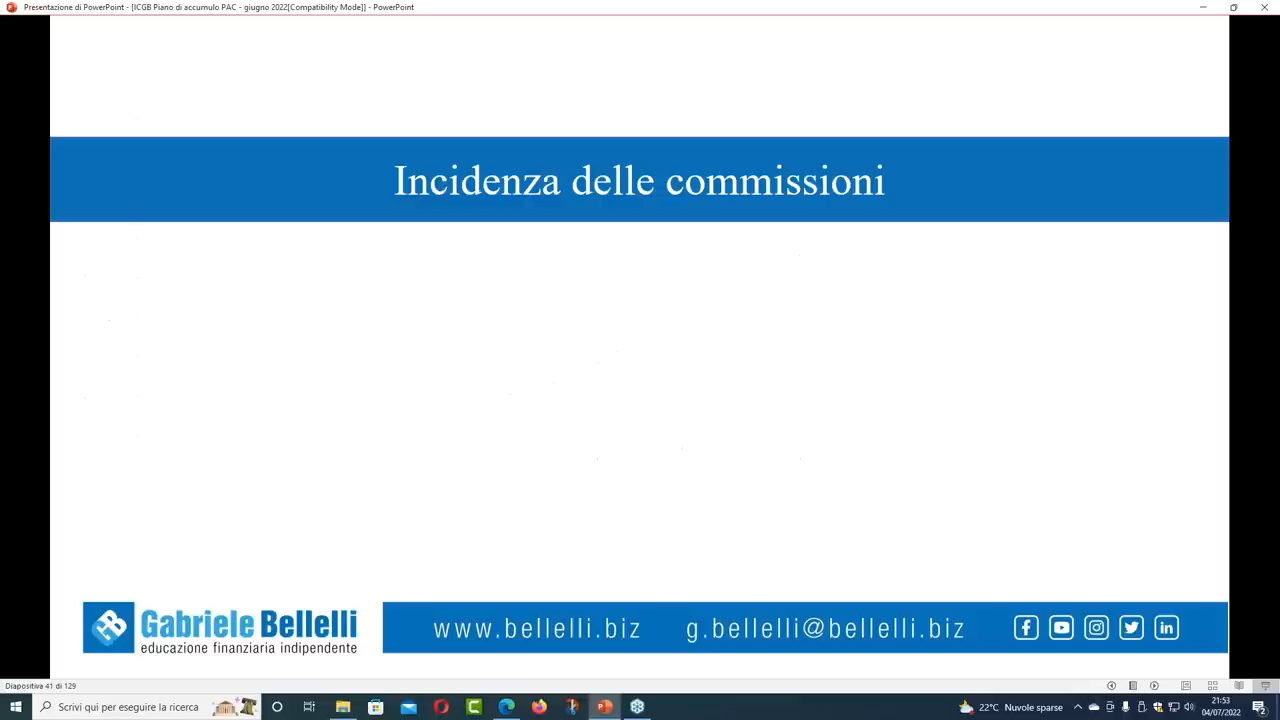 Presentazione di PowerPoint - [ICGB Piano di accumulo PAC - giugno 2022[Compatibility Mode]] - PowerPoint
Incidenza delle commissioni
Gabriele Bellelli
educazione finanziaria indipendente
www.bellelli.biz g.bellelli@bellelli.biz
Diapositiva 41 di 129
Scrivi qui per eseguire la ricerca
22°C Nuvole sparse
21:53
04/07/2022
2